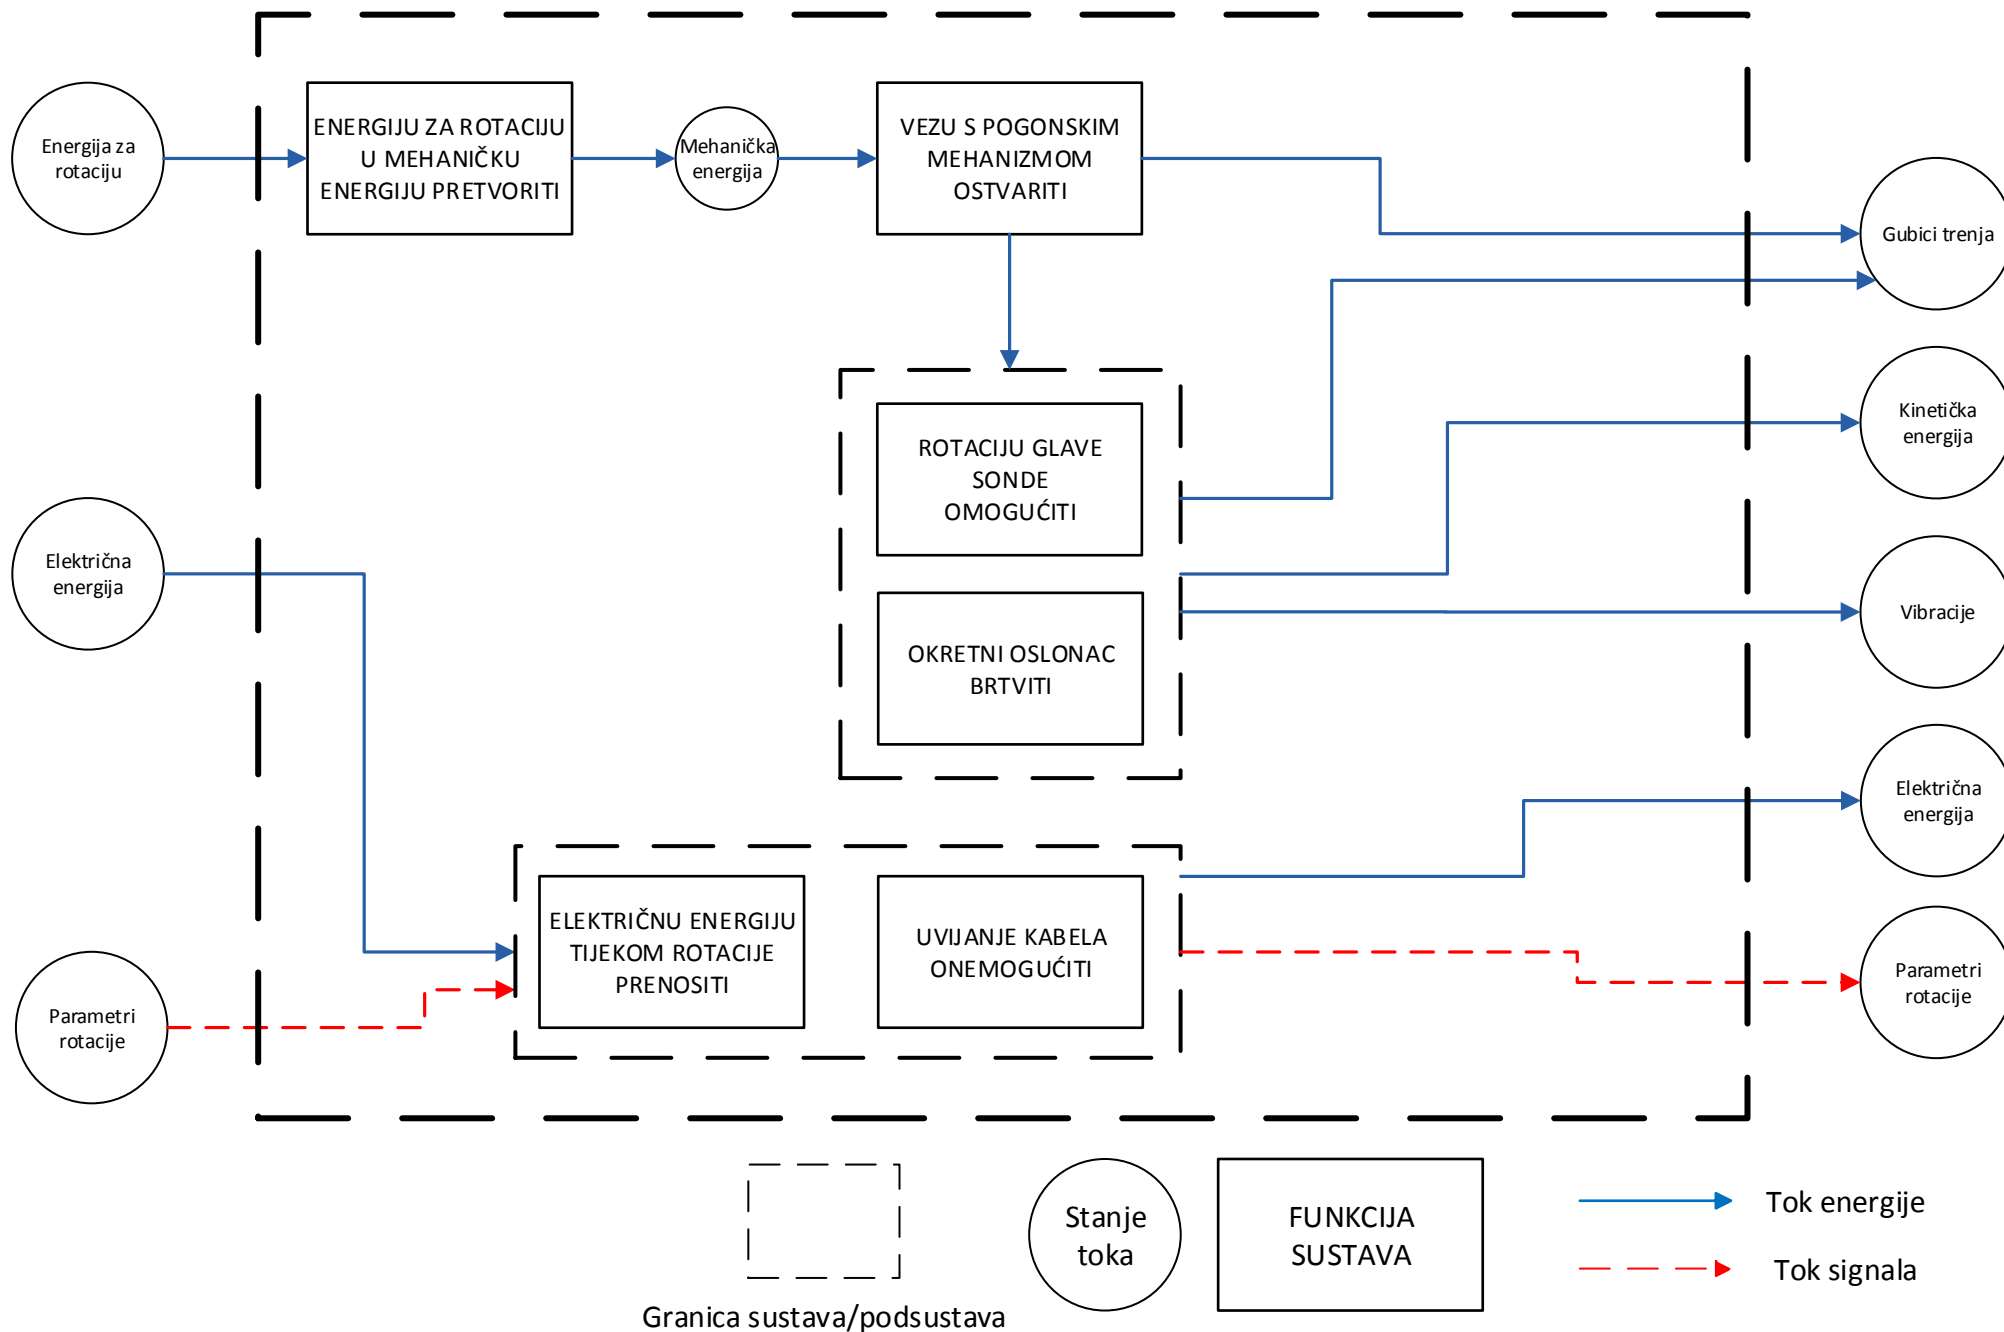 Energija za
rotaciju
ENERGIJU ZA ROTACIJU
U MEHANIČKU
ENERGIJU PRETVORITI
Mehanička
energija
VEZU S POGONSKIM
MEHANIZMOM
OSTVARITI
Gubici trenja
Kinetička
energija
ROTACIJU GLAVE
SONDE
OMOGUĆITI
Električna
energija
Vibracije
OKRETNI OSLONAC
BRTVITI
Električna
energija
ELEKTRIČNU ENERGIJU
TIJEKOM ROTACIJE
PRENOSITI
UVIJANJE KABELA
ONEMOGUĆITI
Parametri
rotacije
Parametri
rotacije
Stanje
toka
FUNKCIJA
SUSTAVA
Tok energije
Tok signala
Granica sustava/podsustava